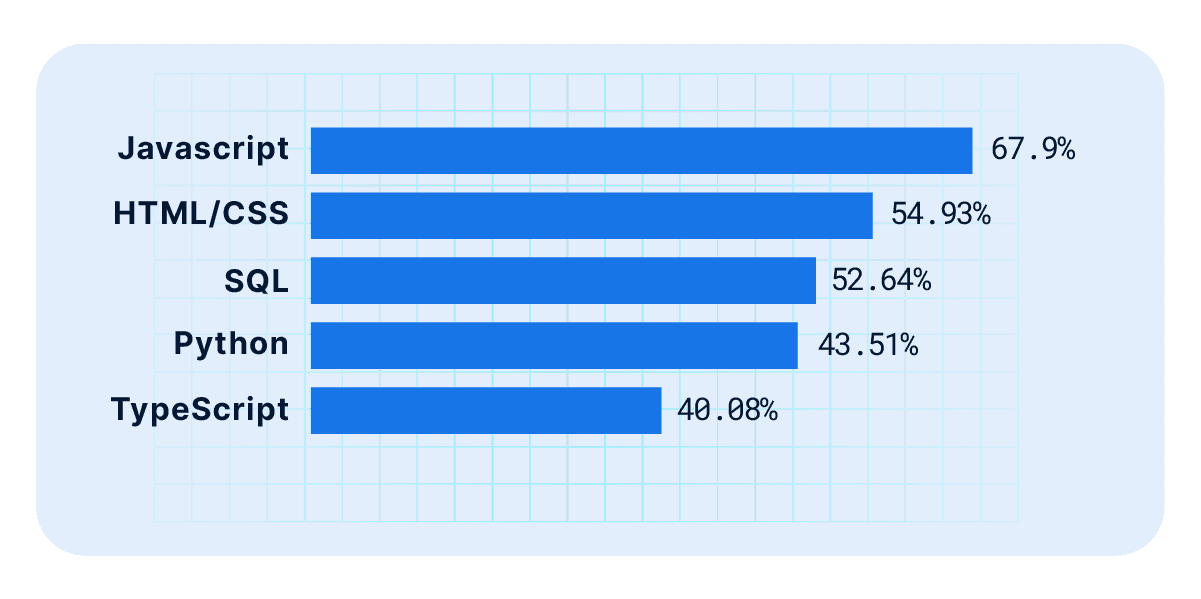 Javascript 67.9%
HTML/CSS 54.93%
SQL 52.64%
Python 43.51%
TypeScript 40.08%